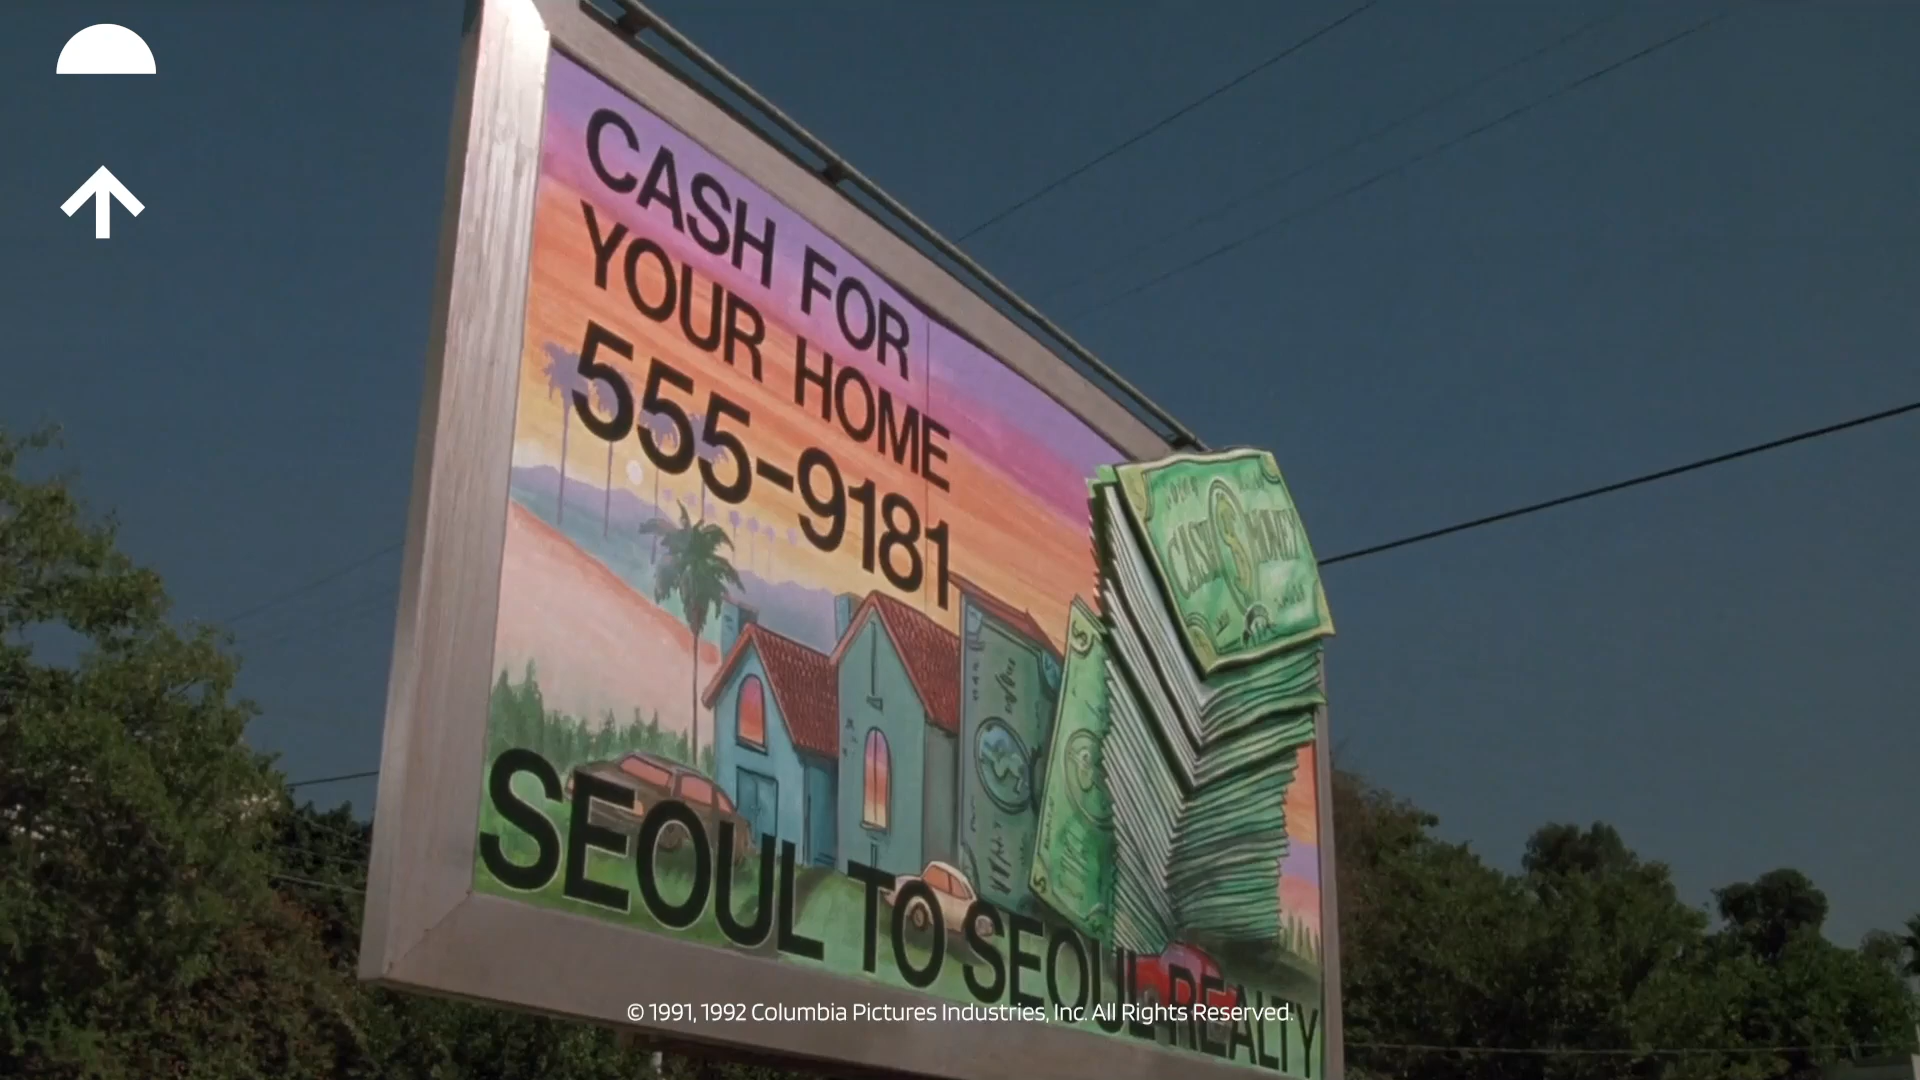 CASH FOR
YOUR HOME
555-9181
CASH $ MONEY
SEOUL TO SEOUL REALTY
© 1991, 1992 Columbia Pictures Industries, Inc. All Rights Reserved.